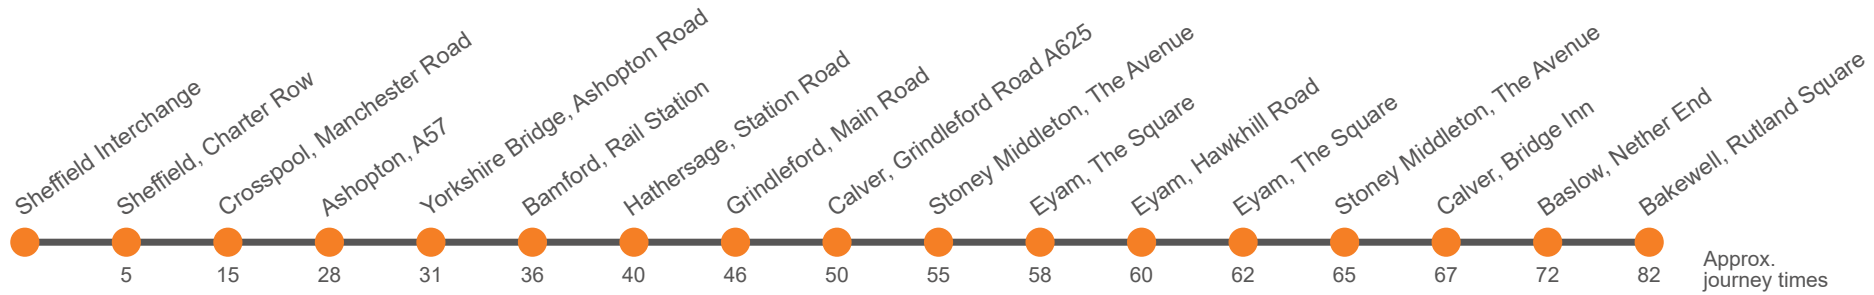 Sheffield Interchange
Sheffield, Charter Row
Crosspool, Manchester Road
Ashopton, A57
Yorkshire Bridge, Ashopton Road
Bamford, Rail Station
Hathersage, Station Road
Grindleford, Main Road
Calver, Grindleford Road A625
Stoney Middleton, The Avenue
Eyam, The Square
Eyam, Hawkhill Road
Eyam, The Square
Stoney Middleton, The Avenue
Calver, Bridge Inn
Baslow, Nether End
Bakewell, Rutland Square
5 15 28 31 36 40 46 50 55 58 60 62 65 67 72 82
Approx.
journey times